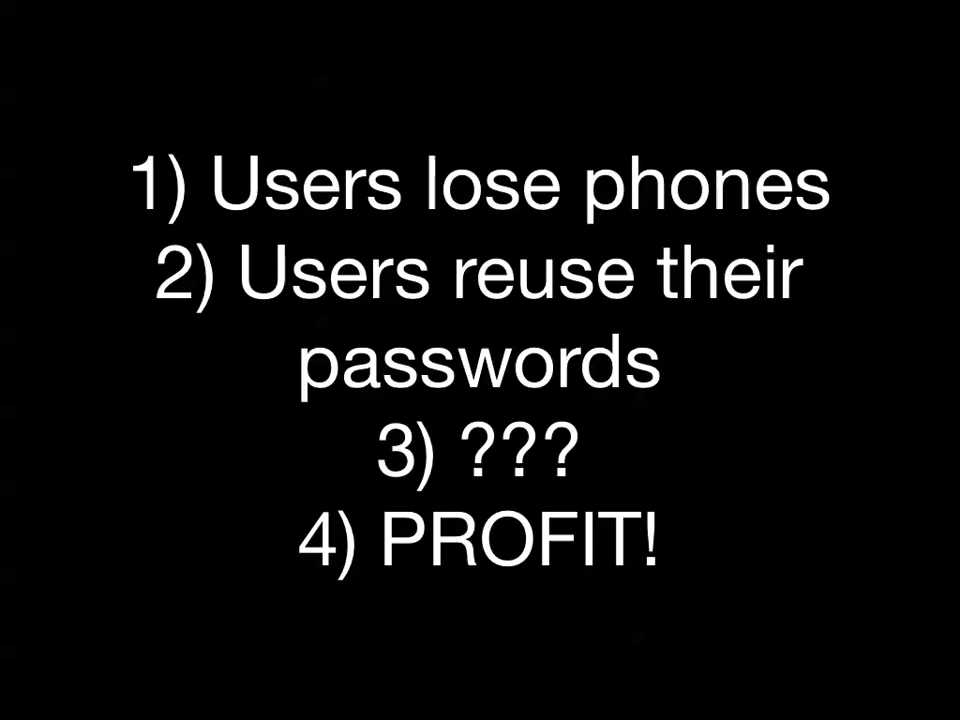 1) Users lose phones
2) Users reuse their
passwords
3) ???
4) PROFIT!